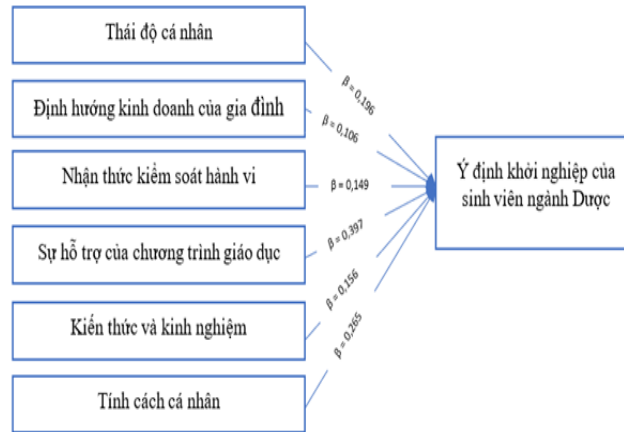 Thái độ cá nhân
β = 0,196
Định hướng kinh doanh của gia đình
β = 0,106
Nhận thức kiểm soát hành vi
β = 0,149
Ý định khởi nghiệp của
sinh viên ngành Dược
Sự hỗ trợ của chương trình giáo dục
β = 0,397
Kiến thức và kinh nghiệm
β = 0,156
Tính cách cá nhân
β = 0,265